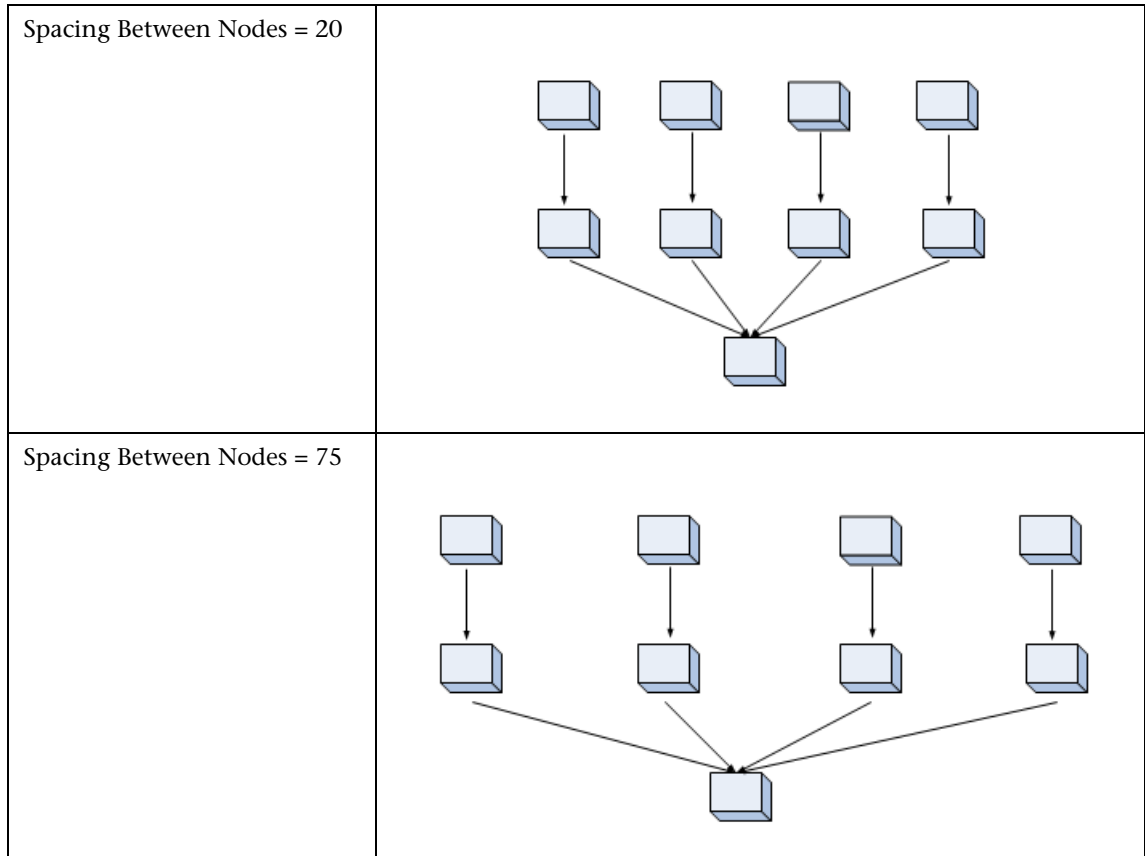 Spacing Between Nodes = 20
Spacing Between Nodes = 75